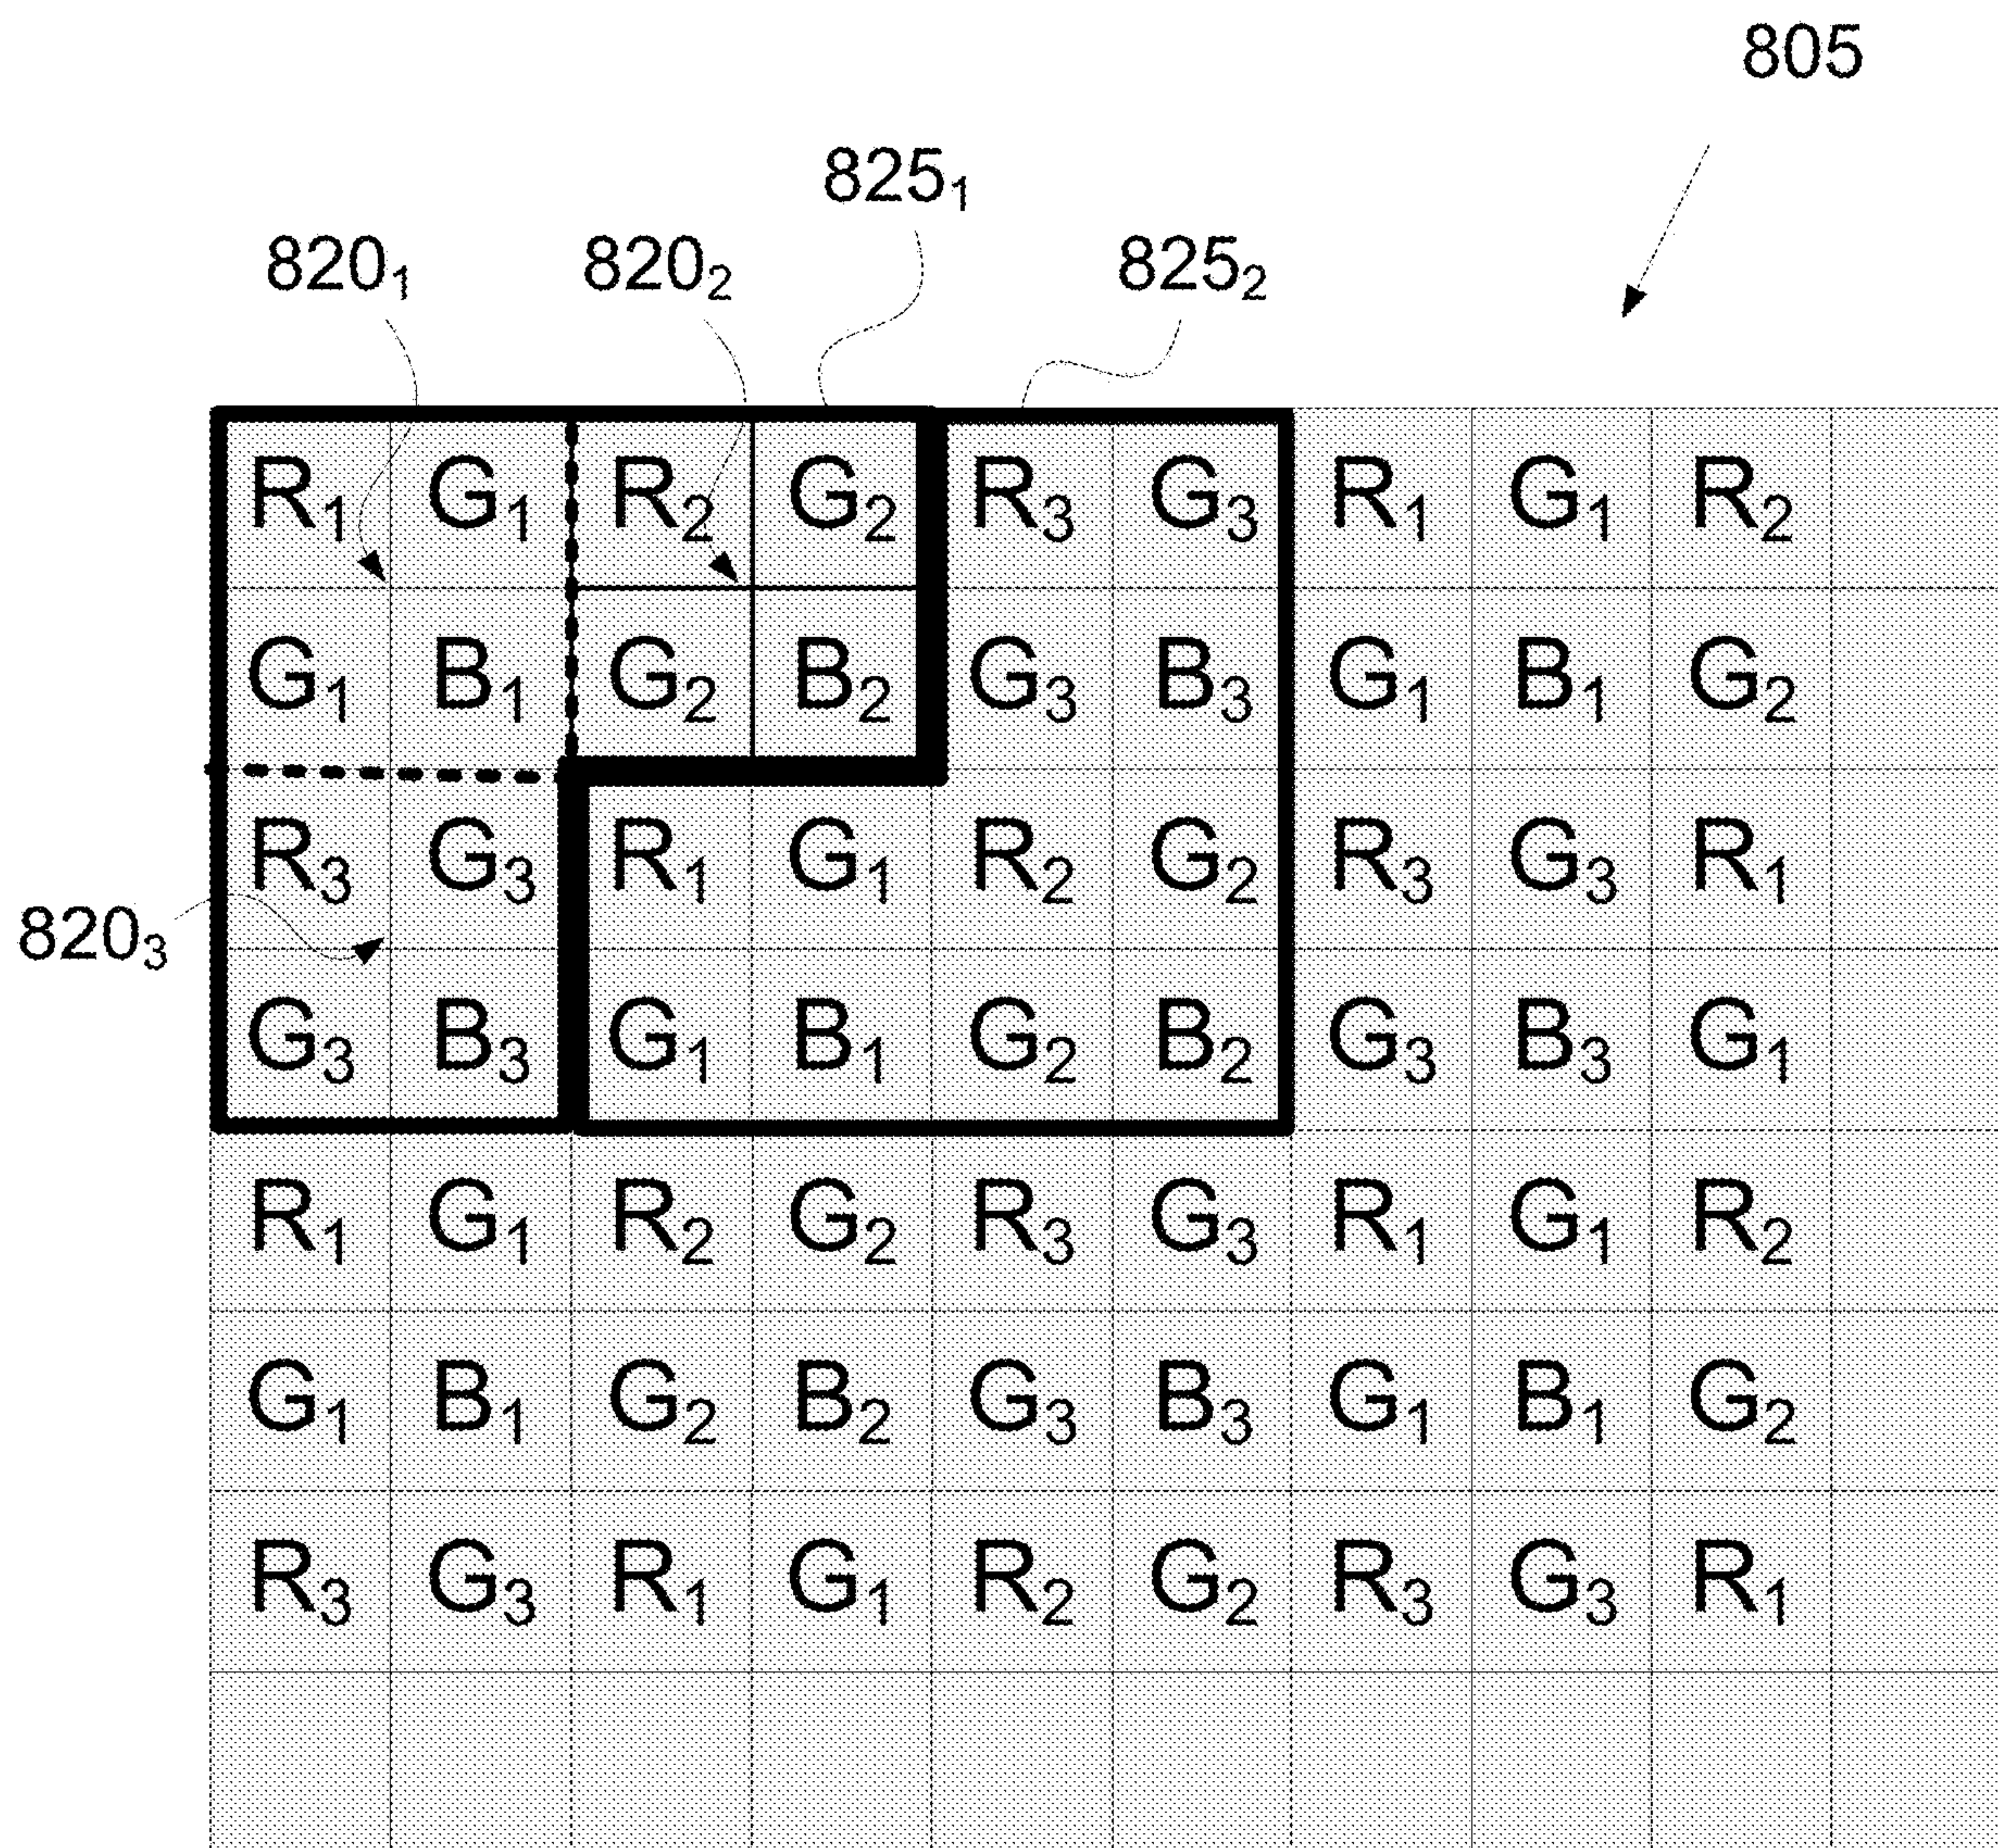 805
825₁
820₁ 820₂ 825₂
R₁ G₁ R₂ G₂ R₃ G₃ R₁ G₁ R₂
G₁ B₁ G₂ B₂ G₃ B₃ G₁ B₁ G₂
R₃ G₃ R₁ G₁ R₂ G₂ R₃ G₃ R₁
820₃
G₃ B₃ G₁ B₁ G₂ B₂ G₃ B₃ G₁
R₁ G₁ R₂ G₂ R₃ G₃ R₁ G₁ R₂
G₁ B₁ G₂ B₂ G₃ B₃ G₁ B₁ G₂
R₃ G₃ R₁ G₁ R₂ G₂ R₃ G₃ R₁